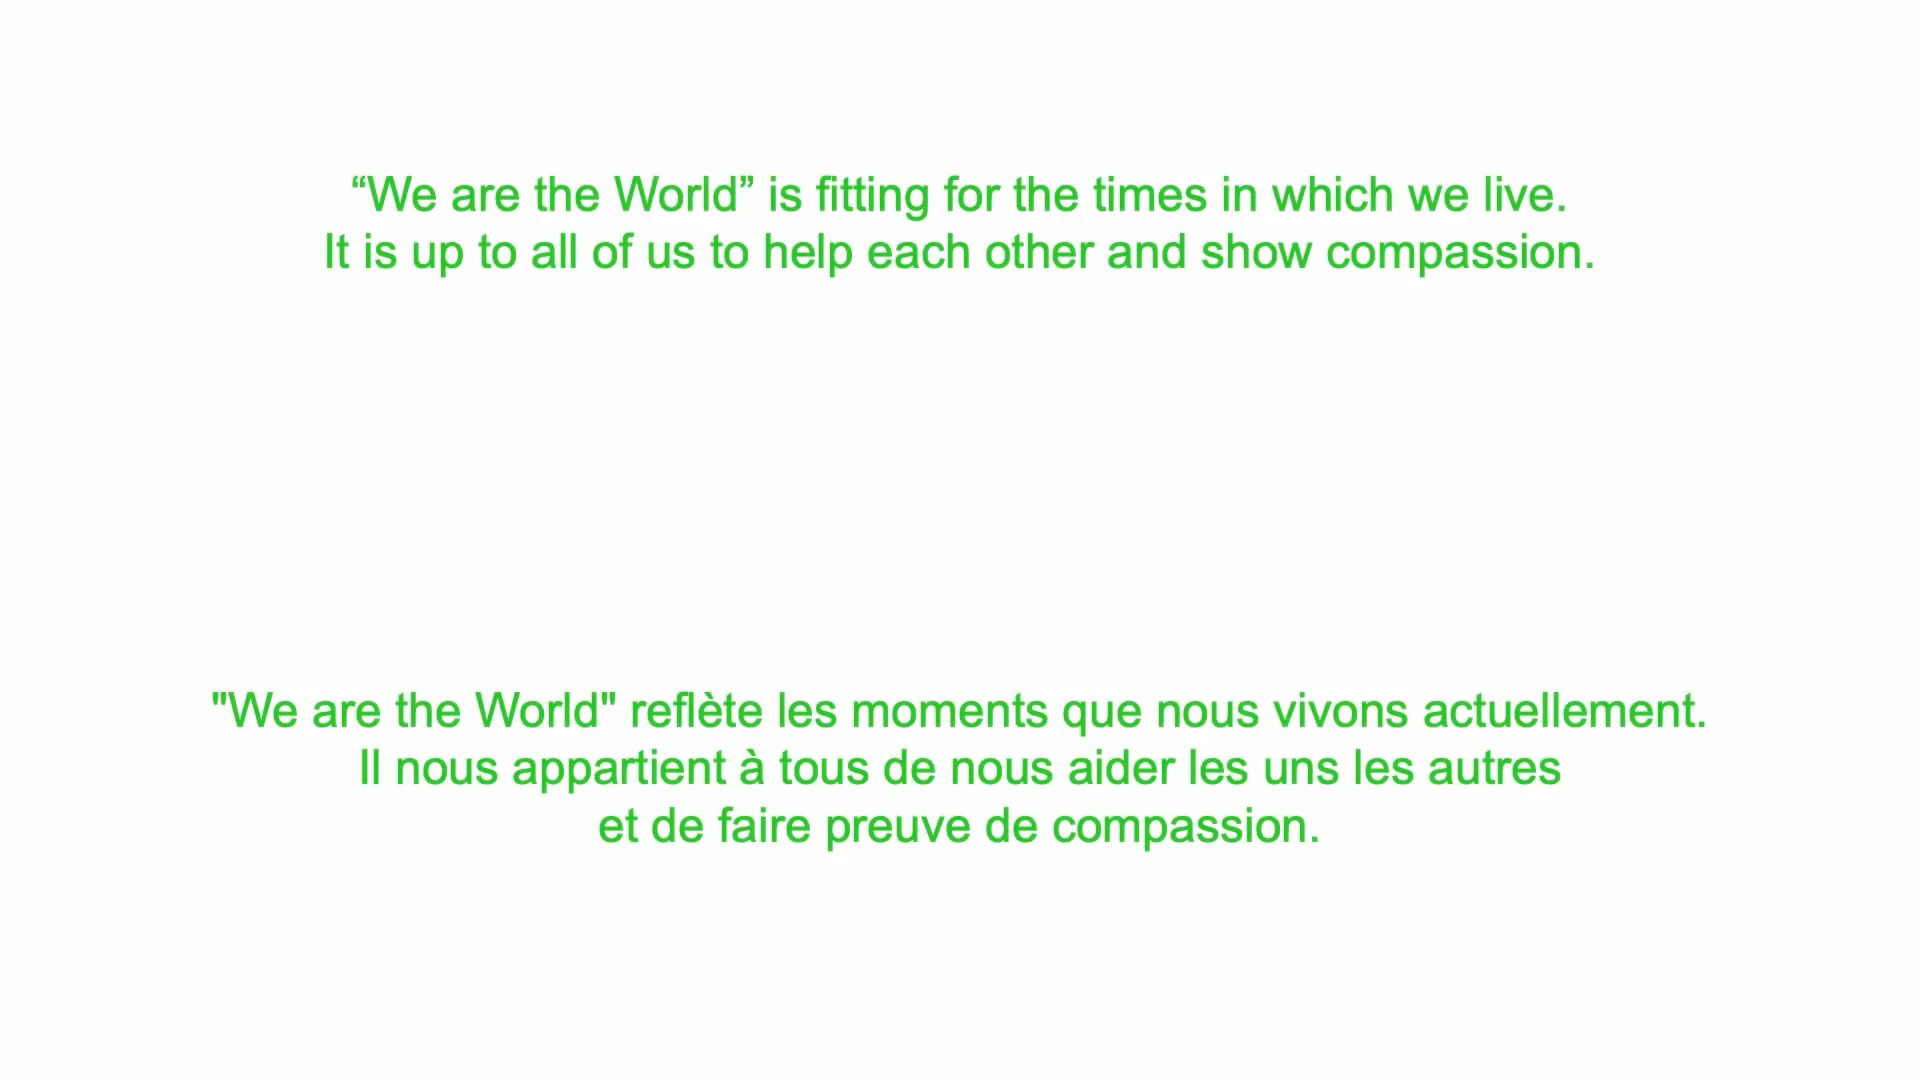 “We are the World” is fitting for the times in which we live.
It is up to all of us to help each other and show compassion.
"We are the World" reflète les moments que nous vivons actuellement.
Il nous appartient à tous de nous aider les uns les autres
et de faire preuve de compassion.